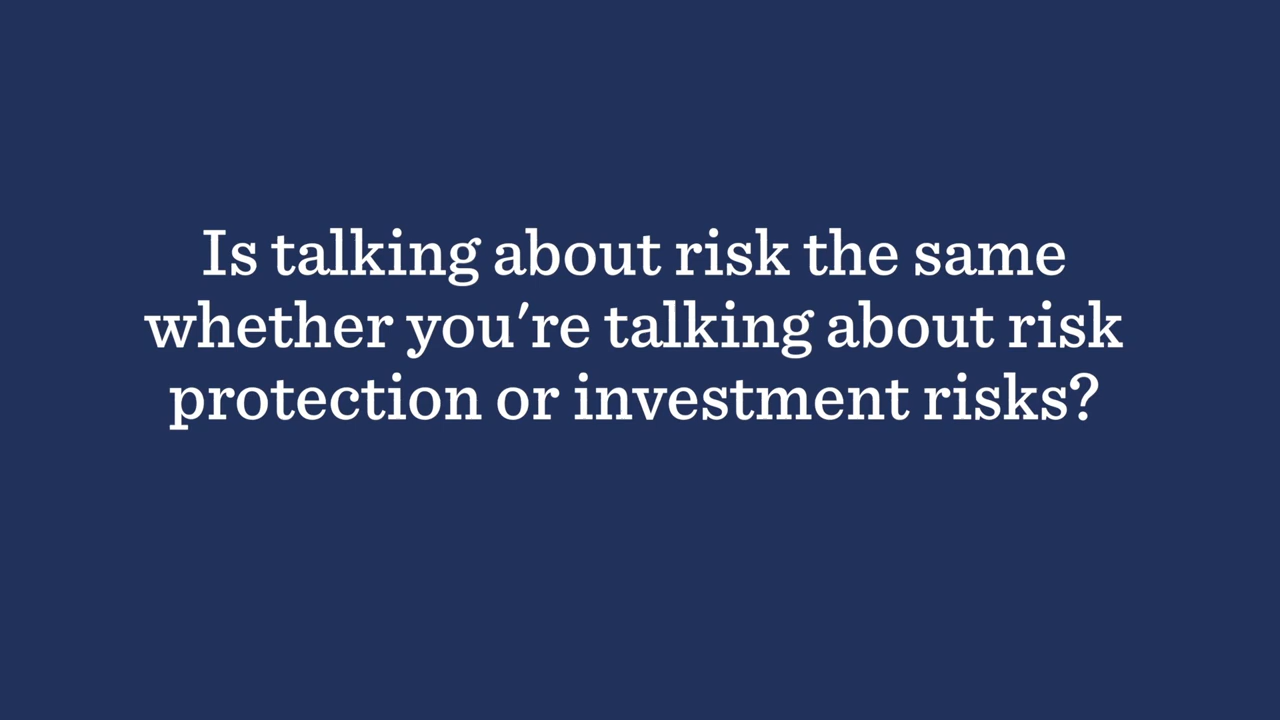 Is talking about risk the same
whether you're talking about risk
protection or investment risks?